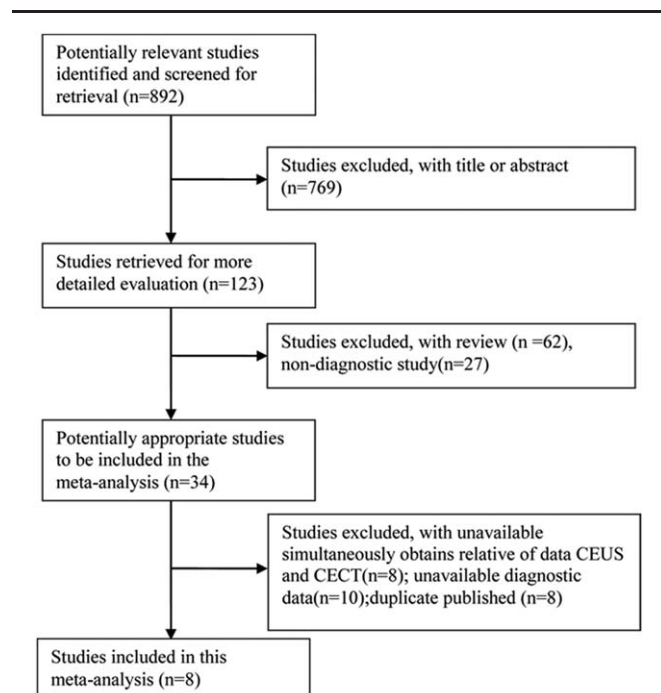 Potentially relevant studies
identified and screened for
retrieval (n=892)
Studies excluded, with title or abstract
(n=769)
Studies retrieved for more
detailed evaluation (n=123)
Studies excluded, with review (n =62),
non-diagnostic study(n=27)
Potentially appropriate studies
to be included in the
meta-analysis (n=34)
Studies excluded, with unavailable
simultaneously obtains relative of data CEUS
and CECT(n=8); unavailable diagnostic
data(n=10);duplicate published (n=8)
Studies included in this
meta-analysis (n=8)